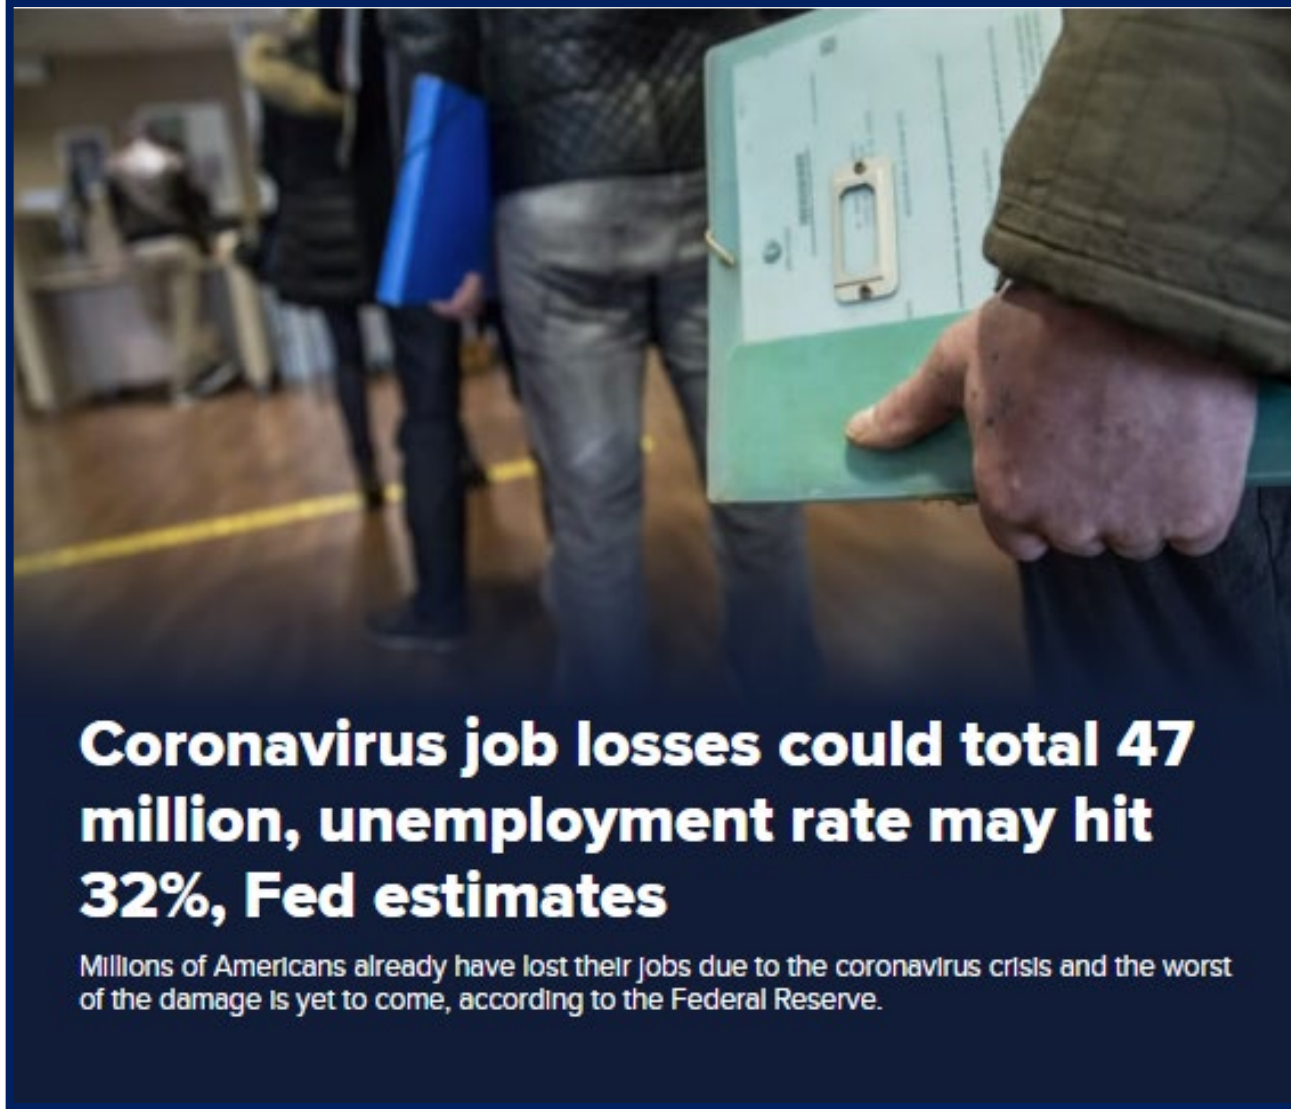 Coronavirus job losses could total 47
million, unemployment rate may hit
32%, Fed estimates
Millions of Americans already have lost their jobs due to the coronavirus crisis and the worst
of the damage is yet to come, according to the Federal Reserve.